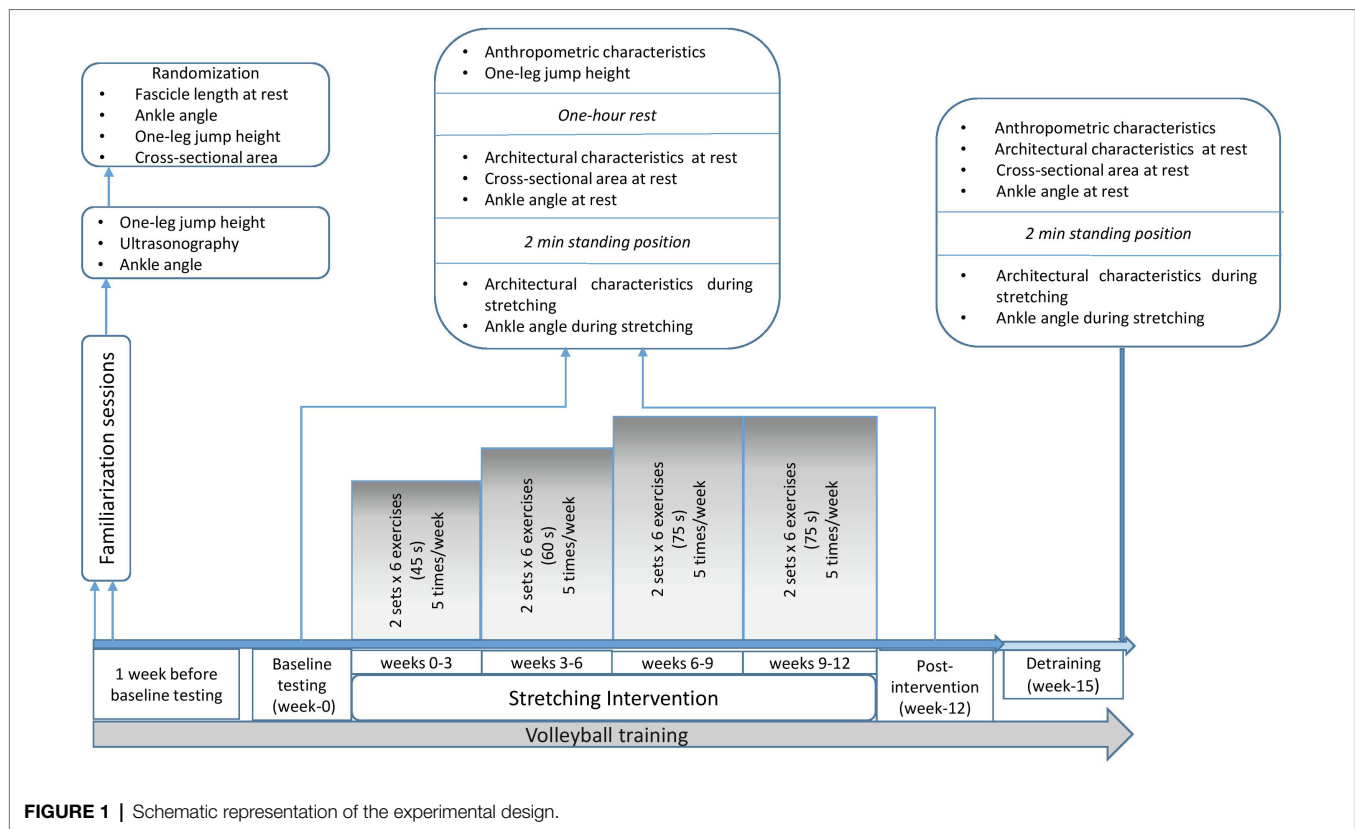 Randomization
• Fascicle length at rest
• Ankle angle
• One-leg jump height
• Cross-sectional area
• One-leg jump height
• Ultrasonography
• Ankle angle
Familiarization sessions
• Anthropometric characteristics
• One-leg jump height
One-hour rest
• Architectural characteristics at rest
• Cross-sectional area at rest
• Ankle angle at rest
2 min standing position
• Architectural characteristics during
stretching
• Ankle angle during stretching
• Anthropometric characteristics
• Architectural characteristics at rest
• Cross-sectional area at rest
• Ankle angle at rest
2 min standing position
• Architectural characteristics during
stretching
• Ankle angle during stretching
2 sets x 6 exercises
(45 s)
5 times/week
2 sets x 6 exercises
(60 s)
5 times/week
2 sets x 6 exercises
(75 s)
5 times/week
2 sets x 6 exercises
(75 s)
5 times/week
1 week before
baseline testing
Baseline
testing
(week-0)
weeks 0-3
weeks 3-6
weeks 6-9
weeks 9-12
Stretching Intervention
Post-
intervention
(week-12)
Detraining
(week-15)
Volleyball training
FIGURE 1 | Schematic representation of the experimental design.